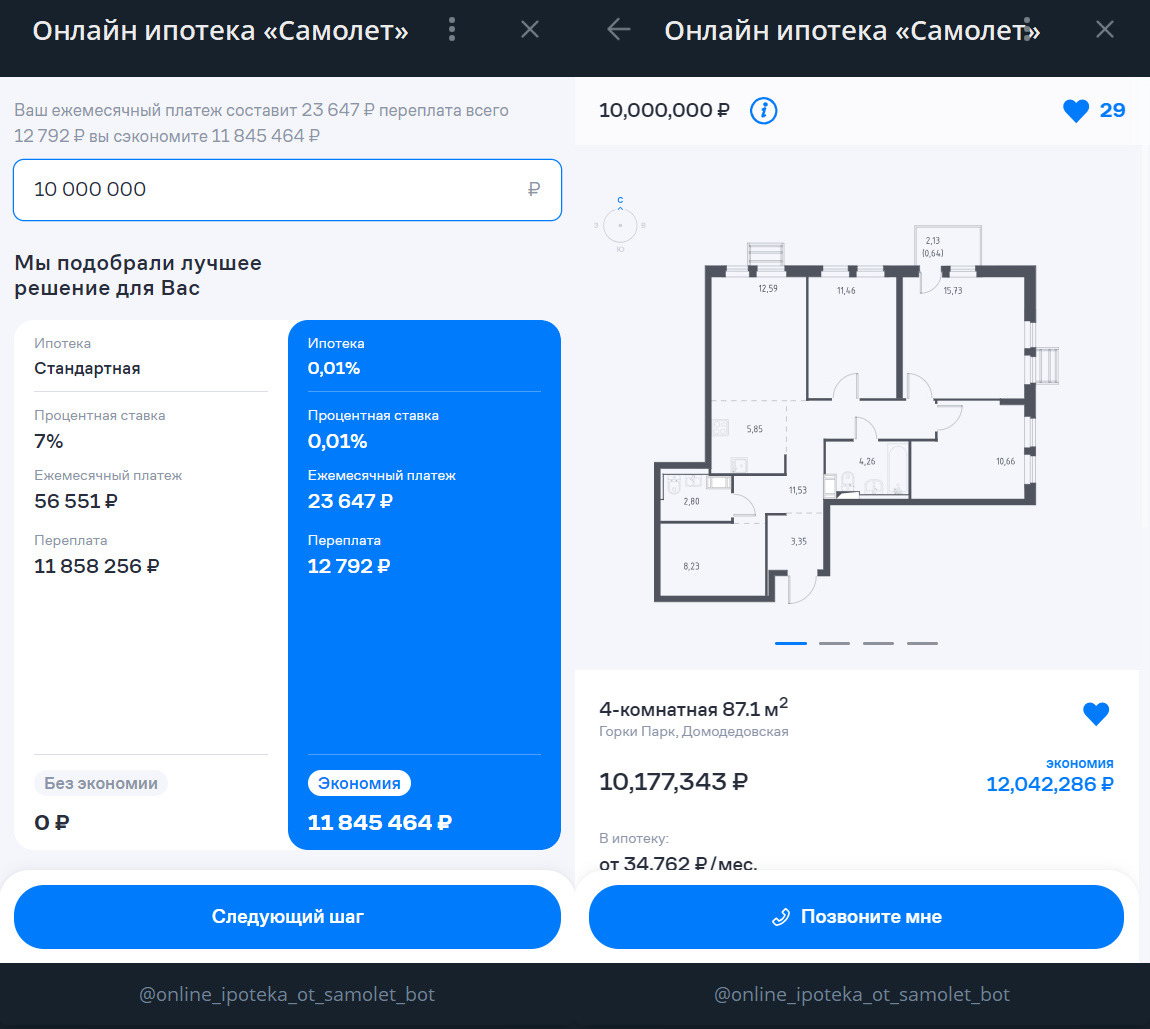 Онлайн ипотека «Самолет»
Ваш ежемесячный платеж составит 23 647 ₽ переплата всего
12 792 ₽ вы сэкономите 11 845 464 ₽
10 000 000 ₽
Мы подобрали лучшее
решение для Вас
Ипотека
Стандартная
Процентная ставка
7%
Ежемесячный платеж
56 551 ₽
Переплата
11 858 256 ₽
Без экономии
0 ₽
Ипотека
0,01%
Процентная ставка
0,01%
Ежемесячный платеж
23 647 ₽
Переплата
12 792 ₽
Экономия
11 845 464 ₽
Следующий шаг
@online_ipoteka_ot_samolet_bot
Онлайн ипотека «Самолет»
10,000,000 ₽
29
С
З
В
Ю
2,13
(0,64)
12,59
11,46
15,73
5,85
4,26
10,66
11,53
2,80
3,35
8,23
4-комнатная 87.1 м²
Горки Парк, Домодедовская
экономия
10,177,343 ₽
12,042,286 ₽
В ипотеку:
от 34,762 ₽/мес.
Позвоните мне
@online_ipoteka_ot_samolet_bot